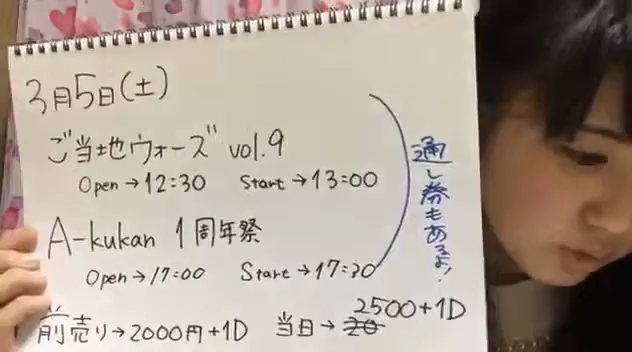 3月5日(土)
ご当地ウォーズ vol.9
Open→12:30 Start→13:00
A-kukan 1周年祭
Open→17:00 Start→17:30
通し券もあるよ!
前売り→2000円+1D 当日→2500+1D